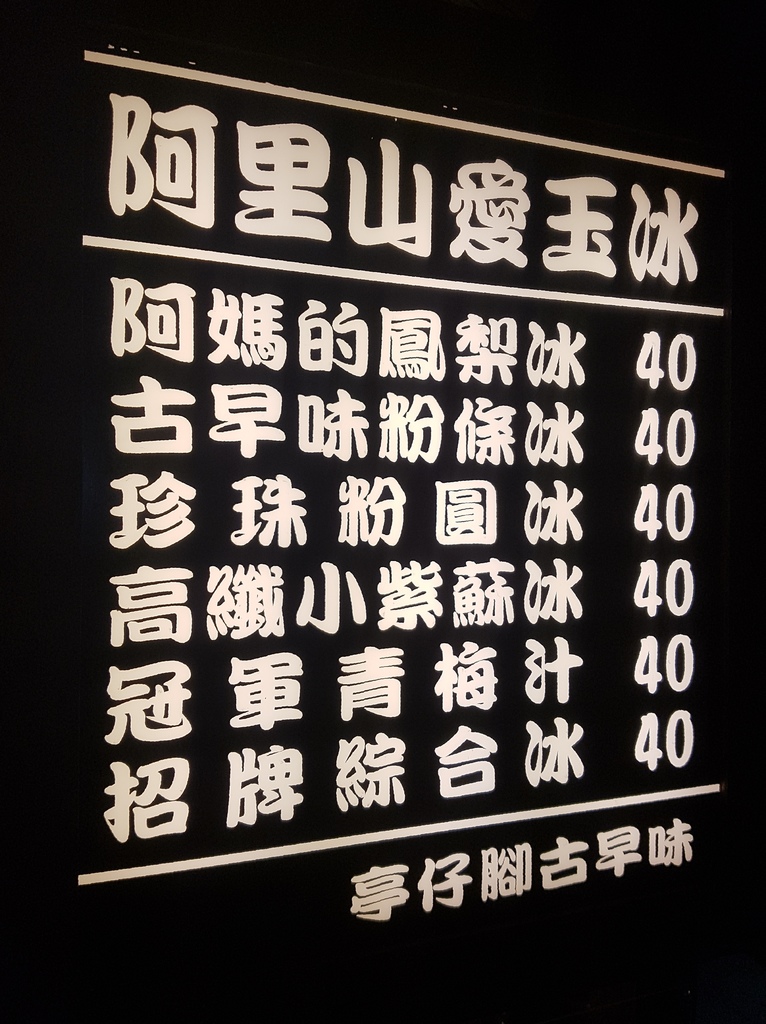 阿里山愛玉冰
阿媽的鳳梨冰 40
古早味粉條冰 40
珍珠粉圓冰 40
高纖小紫蘇冰 40
冠軍青梅汁 40
招牌綜合冰 40
亭仔腳古早味